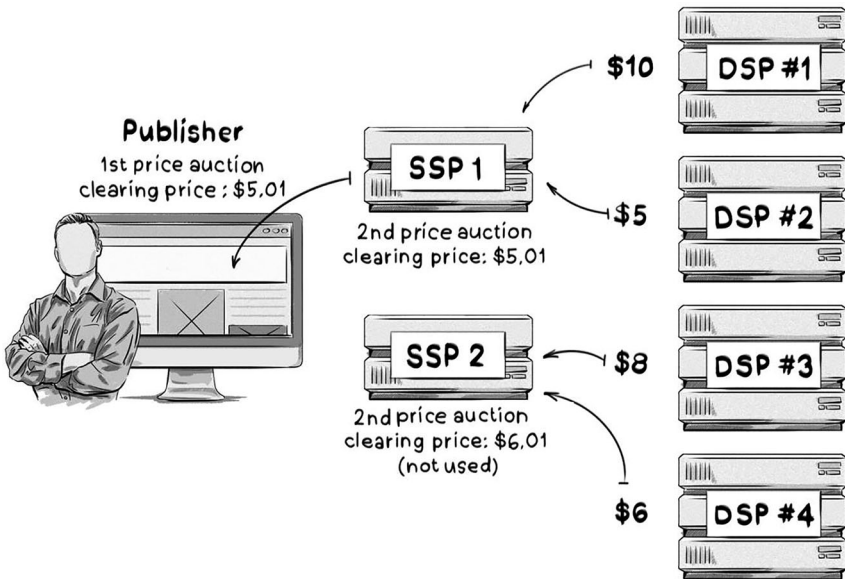 Publisher
1st price auction
clearing price : $5,01
SSP 1
2nd price auction
clearing price: $5,01
SSP 2
2nd price auction
clearing price: $6,01
(not used)
$10
DSP #1
$5
DSP #2
$8
DSP #3
$6
DSP #4